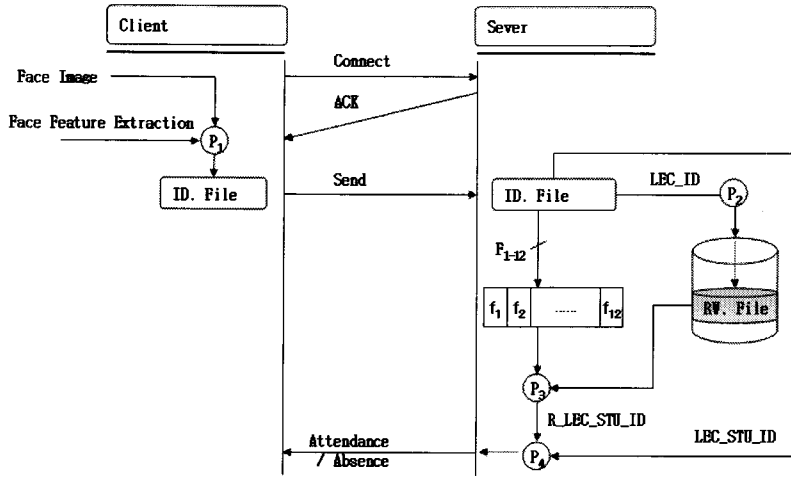 Client
Sever
Face Image
Connect
ACK
Face Feature Extraction
P1
ID. File
Send
ID. File
LEC_ID
P2
F1-12
f1 f2 ...... f12
RW. File
P3
R_LEC_STU_ID
Attendance
/ Absence
P4
LEC_STU_ID